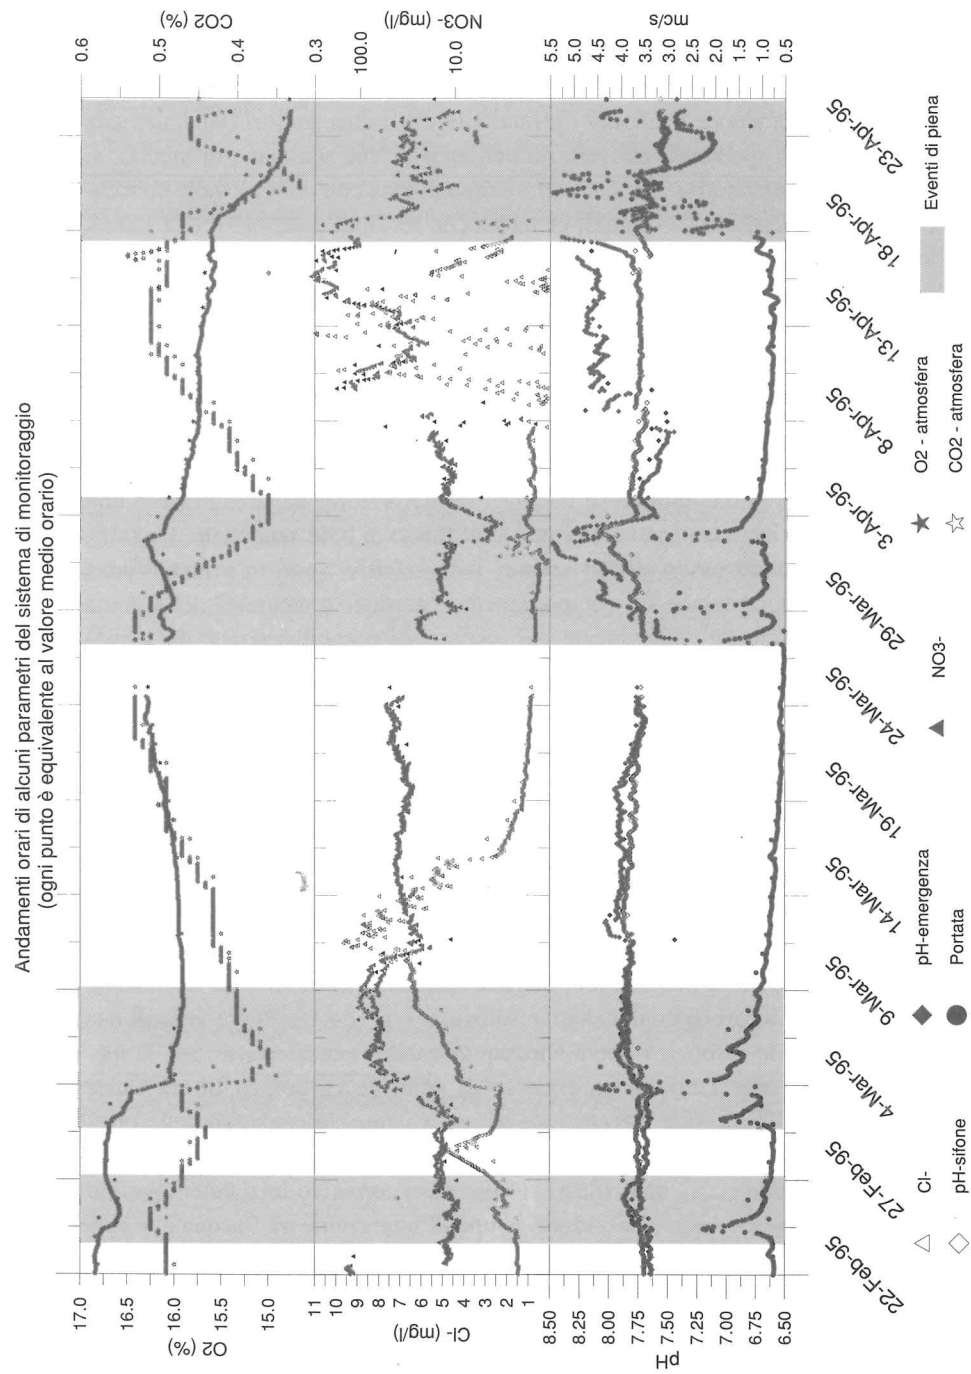 Andamenti orari di alcuni parametri del sistema di monitoraggio
(ogni punto è equivalente al valore medio orario)
17.0
16.5
16.0
15.5
15.0
O2 (%)
0.6
0.5
0.4
0.3
CO2 (%)
11
10
9
8
7
6
5
4
3
2
1
Cl- (mg/l)
100.0
10.0
NO3- (mg/l)
8.50
8.25
8.00
7.75
7.50
7.25
7.00
6.75
6.50
pH
5.5
5.0
4.5
4.0
3.5
3.0
2.5
2.0
1.5
1.0
0.5
mc/s
22-Feb-95
27-Feb-95
4-Mar-95
9-Mar-95
14-Mar-95
19-Mar-95
24-Mar-95
29-Mar-95
3-Apr-95
8-Apr-95
13-Apr-95
18-Apr-95
23-Apr-95
Cl-
pH-emergenza
NO3-
O2 - atmosfera
Eventi di piena
pH-sifone
Portata
CO2 - atmosfera